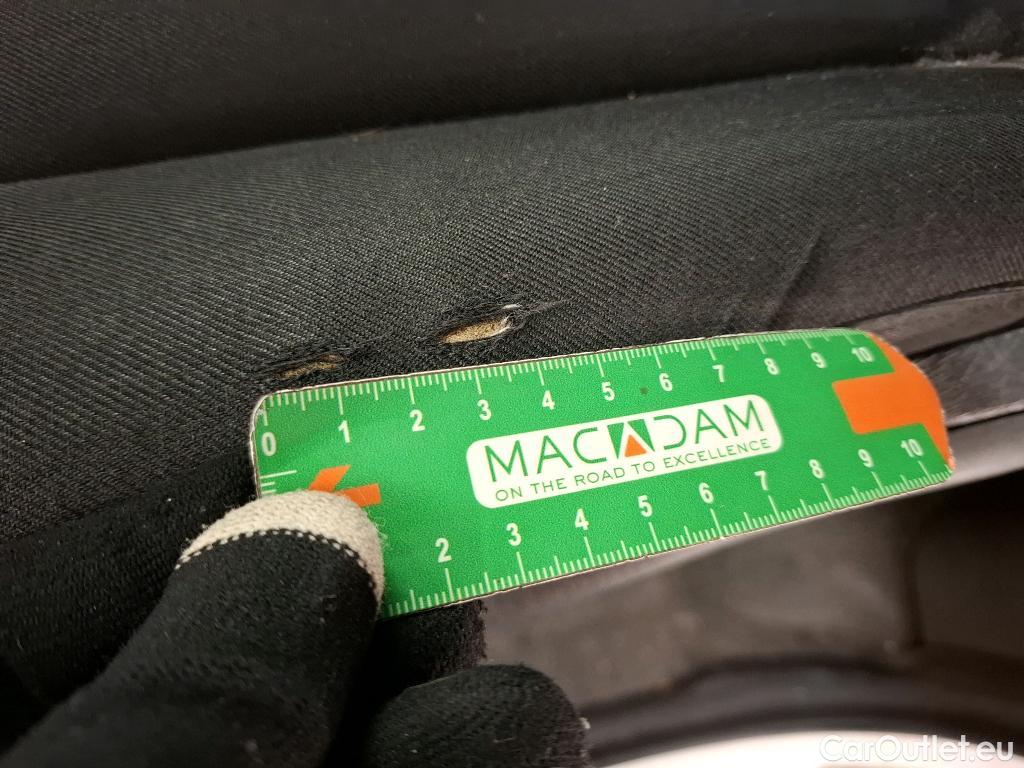 0 1 2 3 4 5 6 7 8 9 10
MACADAM
ON THE ROAD TO EXCELLENCE
2 3 4 5 6 7 8 9 10
CarOutlet.eu